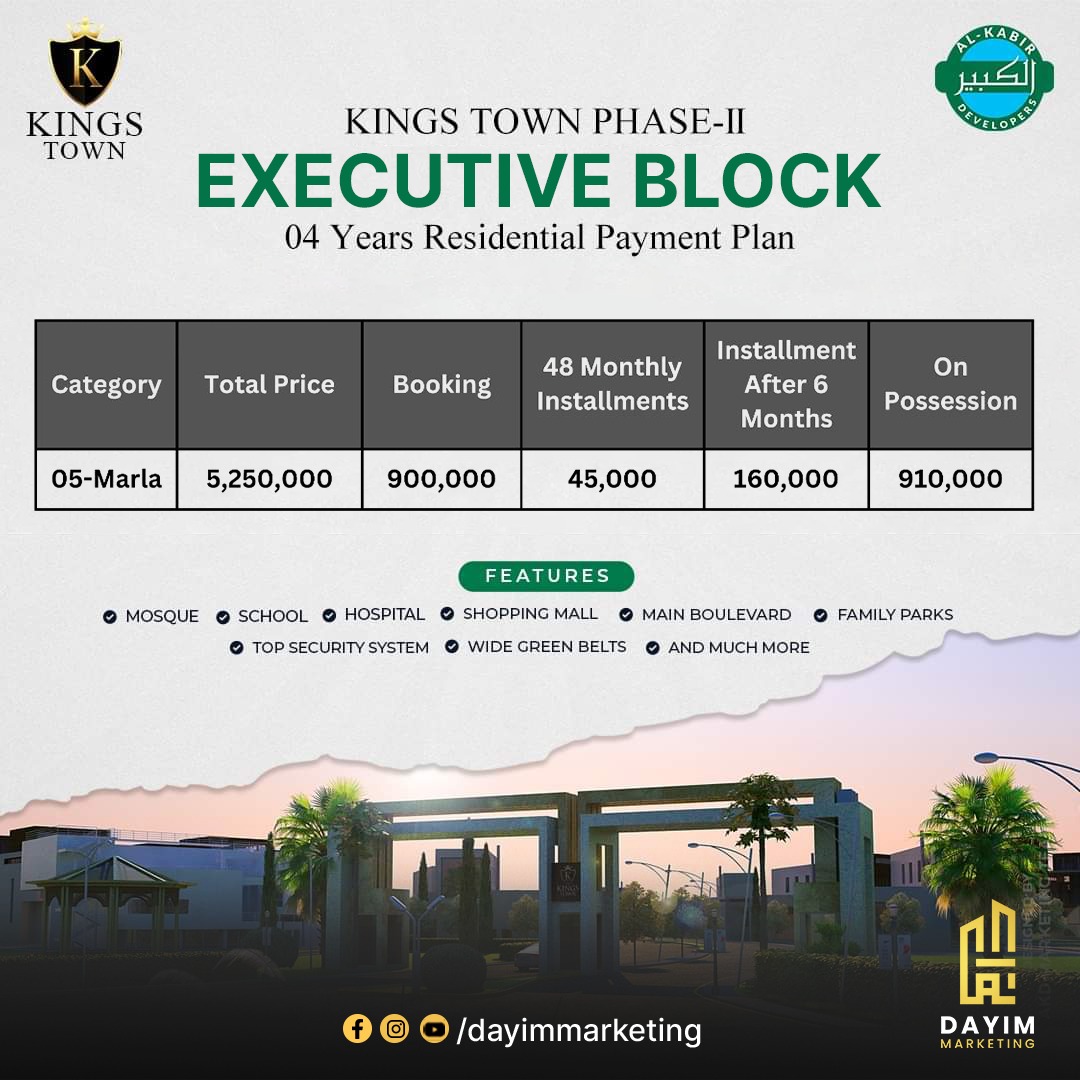 K
KINGS
TOWN
AL-KABIR
الكبير
DEVELOPERS
KINGS TOWN PHASE-II
EXECUTIVE BLOCK
04 Years Residential Payment Plan
Category
Total Price
Booking
48 Monthly
Installments
Installment
After 6
Months
On
Possession
05-Marla
5,250,000
900,000
45,000
160,000
910,000
FEATURES
MOSQUE SCHOOL HOSPITAL SHOPPING MALL MAIN BOULEVARD FAMILY PARKS
TOP SECURITY SYSTEM WIDE GREEN BELTS AND MUCH MORE
K
KINGS
TOWN
/dayimmarketing
DAYIM
MARKETING